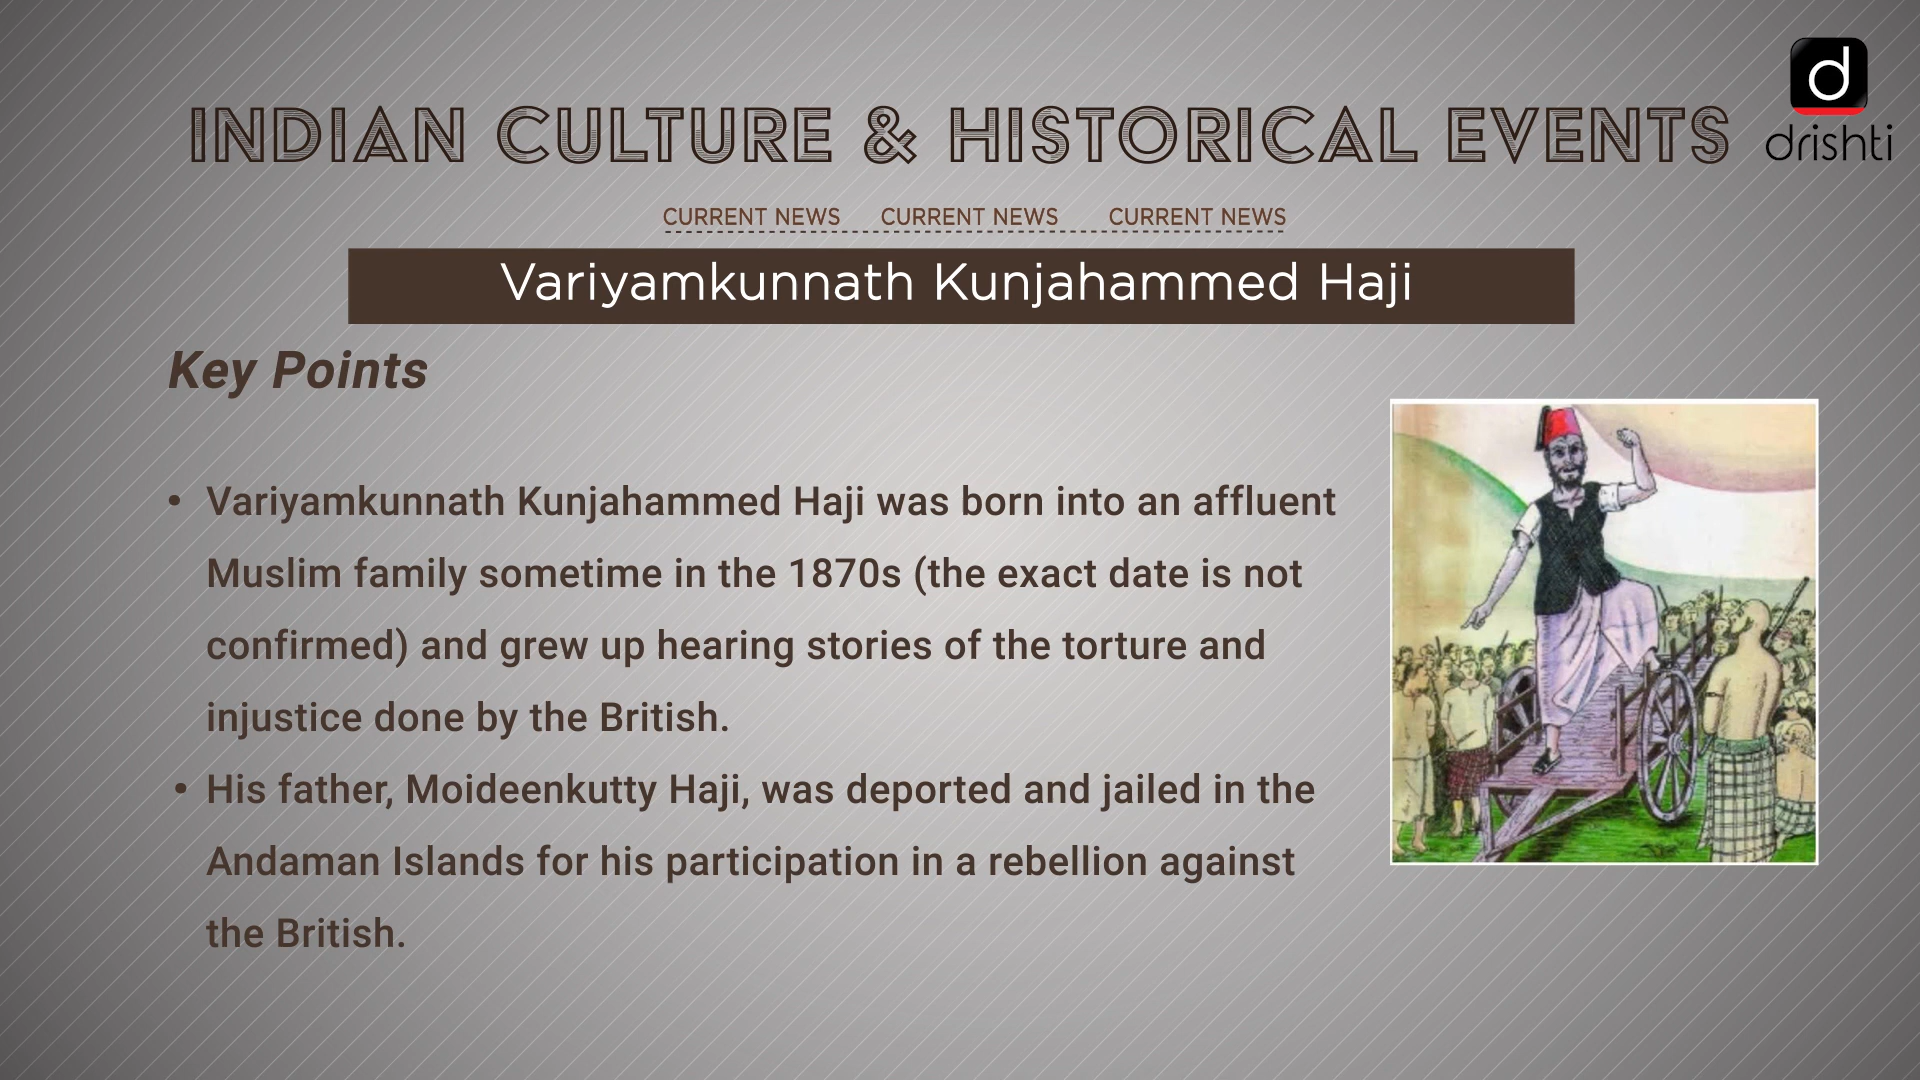 INDIAN CULTURE & HISTORICAL EVENTS
d
drishti
CURRENT NEWS CURRENT NEWS CURRENT NEWS
Variyamkunnath Kunjahammed Haji
Key Points
• Variyamkunnath Kunjahammed Haji was born into an affluent
Muslim family sometime in the 1870s (the exact date is not
confirmed) and grew up hearing stories of the torture and
injustice done by the British.
• His father, Moideenkutty Haji, was deported and jailed in the
Andaman Islands for his participation in a rebellion against
the British.